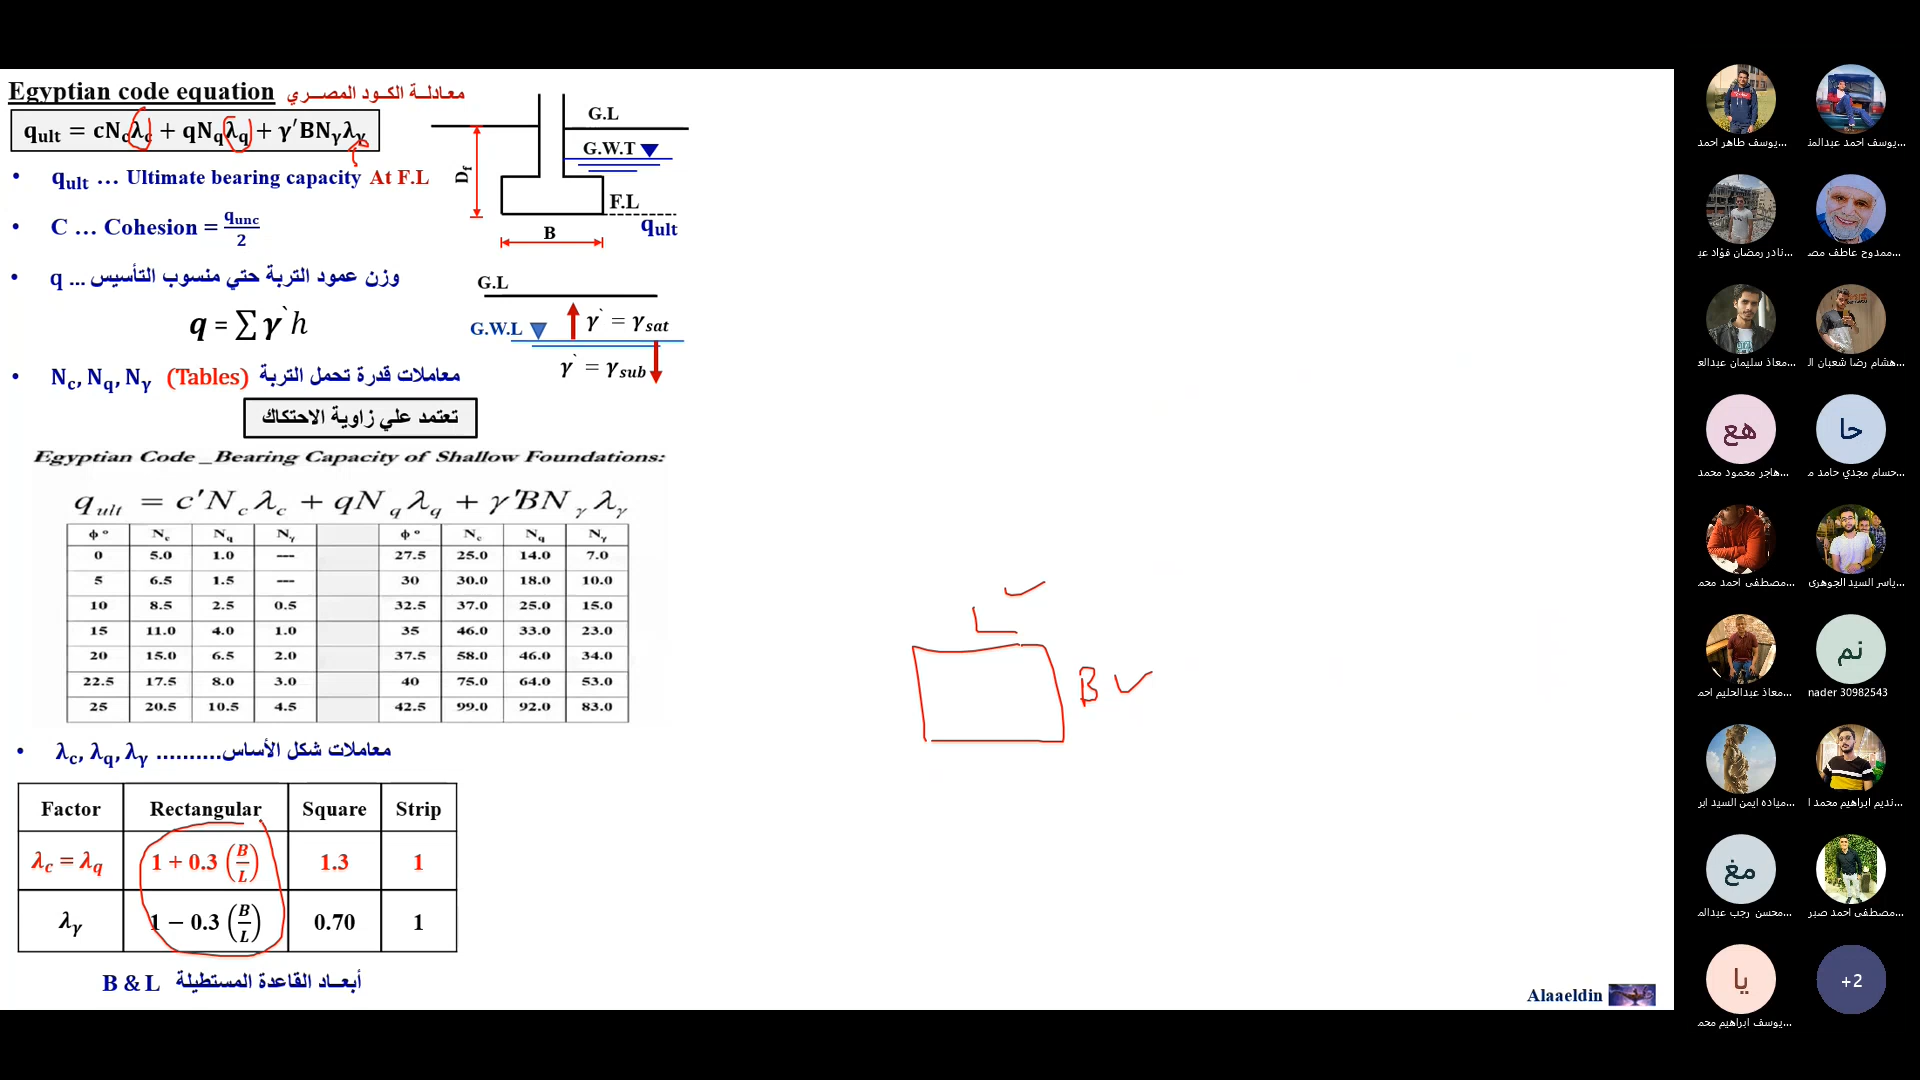 Egyptian code equation معادلة الكود المصري
qult = cNcλc + qNqλq + γ′BNγλγ
• qult … Ultimate bearing capacity At F.L
• C … Cohesion = qunc/2
• q ... وزن عمود التربة حتي منسوب التأسيس
q = ∑ γ`h
• Nc, Nq, Nγ (Tables) معاملات قدرة تحمل التربة
تعتمد علي زاوية الاحتكاك
G.L
G.W.T
Df
F.L
B
qult
G.L
γ` = γsat
G.W.L
γ` = γsub
Egyptian Code _Bearing Capacity of Shallow Foundations:
qult = c′Ncλc + qNqλq + γ′BNγλγ
ϕ° Nc Nq Nγ ϕ° Nc Nq Nγ
0 5.0 1.0 --- 27.5 25.0 14.0 7.0
5 6.5 1.5 --- 30 30.0 18.0 10.0
10 8.5 2.5 0.5 32.5 37.0 25.0 15.0
15 11.0 4.0 1.0 35 46.0 33.0 23.0
20 15.0 6.5 2.0 37.5 58.0 46.0 34.0
22.5 17.5 8.0 3.0 40 75.0 64.0 53.0
25 20.5 10.5 4.5 42.5 99.0 92.0 83.0
• λc, λq, λγ ..........معاملات شكل الأساس
Factor Rectangular Square Strip
λc = λq 1 + 0.3 (B/L) 1.3 1
λγ 1 − 0.3 (B/L) 0.70 1
B & L أبعاد القاعدة المستطيلة
L
B
Alaaeldin
يوسف طاهر احمد...
يوسف احمد عبدالمن...
نادر رمضان فؤاد عبد...
ممدوح عاطف مص...
معاذ سليمان عبدالع...
هشام رضا شعبان ال...
هع
حا
هاجر محمود محمد...
حسام مجدي حامد م...
مصطفى احمد محم...
ياسر السيد الجوهرى...
نم
معاذ عبدالحليم احم...
nader 30982543
مياده ايمن السيد ابر...
نديم ابراهيم محمد ا...
مغ
محسن رجب عبدالم...
مصطفى احمد صبر...
يا
+2
يوسف ابراهيم محم...